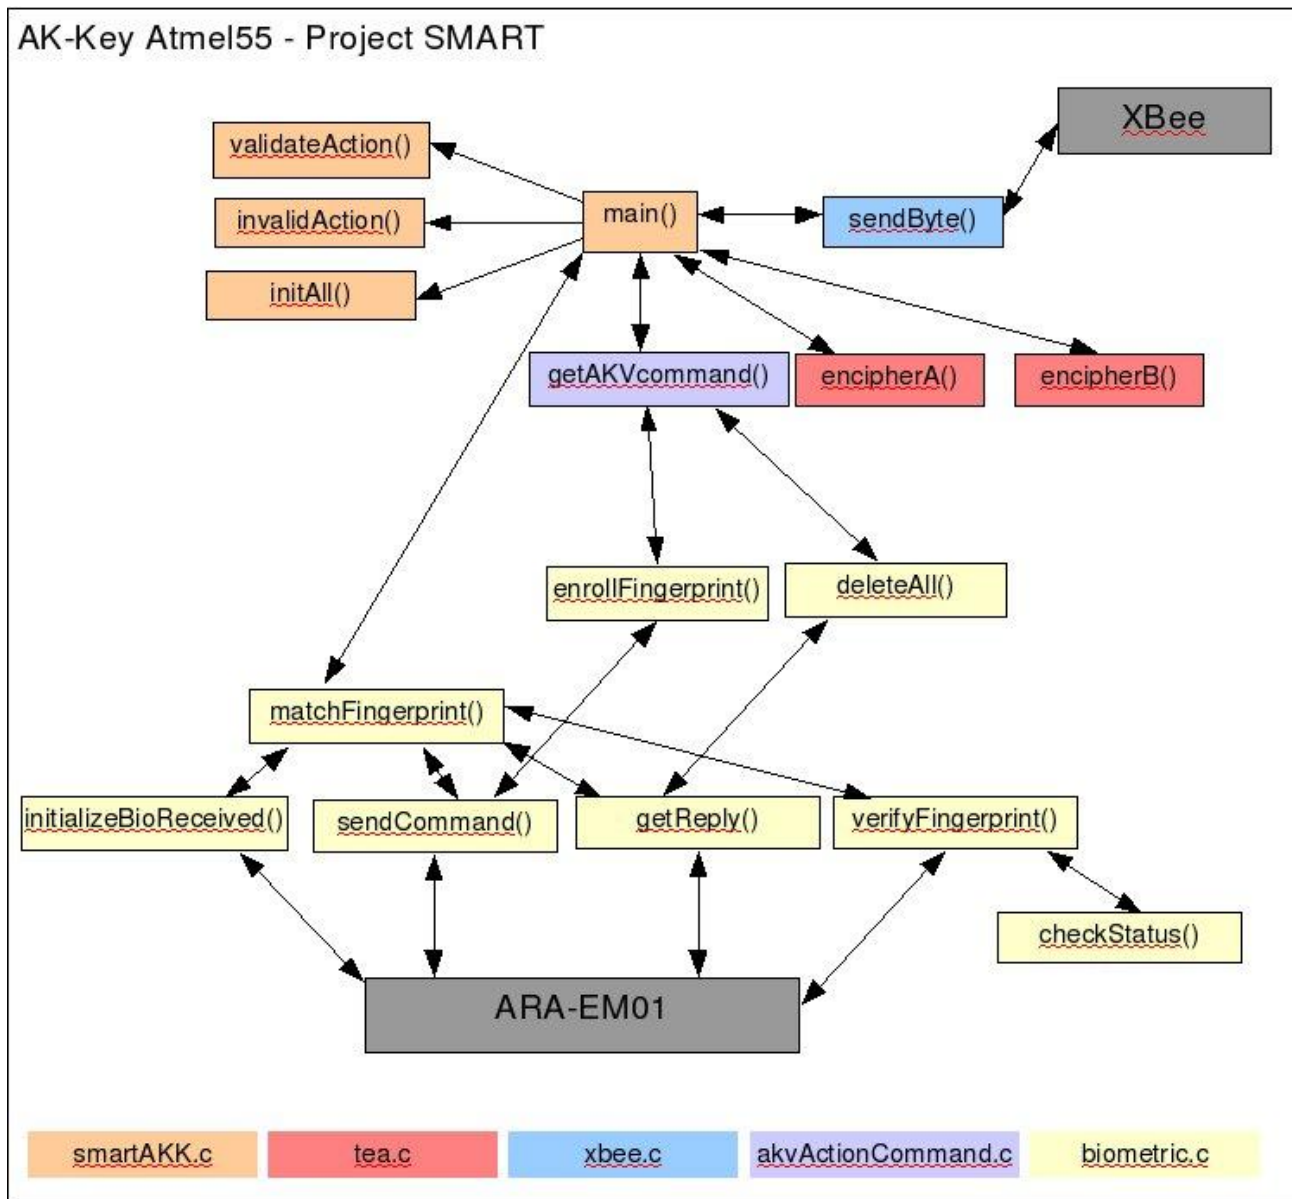 AK-Key Atmel55 - Project SMART
XBee
validateAction()
main()
invalidAction()
sendByte()
initAll()
getAKVcommand()
encipherA()
encipherB()
enrollFingerprint()
deleteAll()
matchFingerprint()
initializeBioReceived()
sendCommand()
getReply()
verifyFingerprint()
checkStatus()
ARA-EM01
smartAKK.c
tea.c
xbee.c
akvActionCommand.c
biometric.c